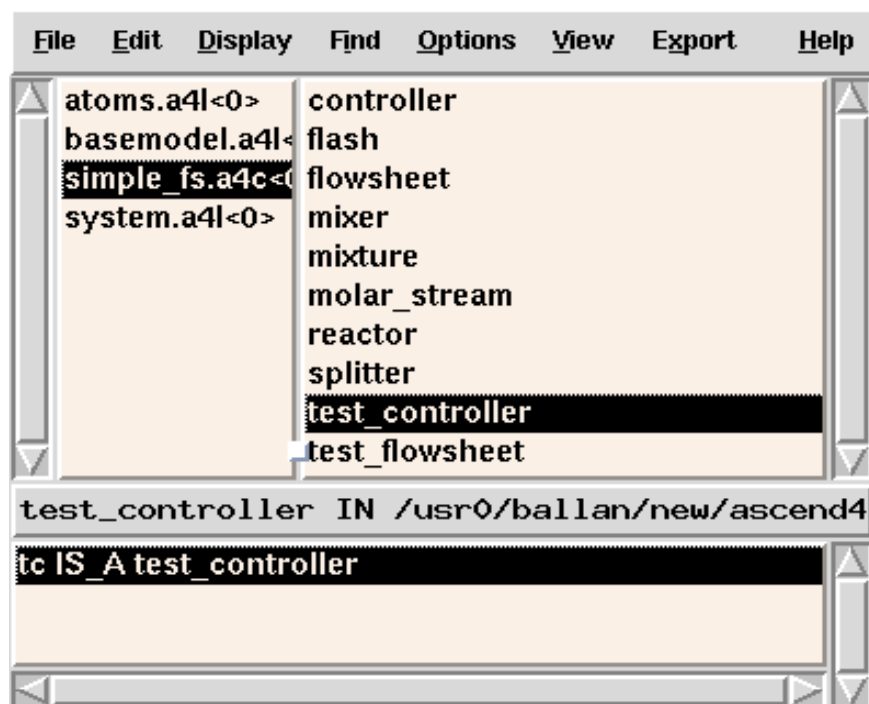 File Edit Display Find Options View Export Help
atoms.a4l<0>
basemodel.a4l<
simple_fs.a4c<0
system.a4l<0>
controller
flash
flowsheet
mixer
mixture
molar_stream
reactor
splitter
test_controller
test_flowsheet
test_controller IN /usr0/ballan/new/ascend4
tc IS_A test_controller